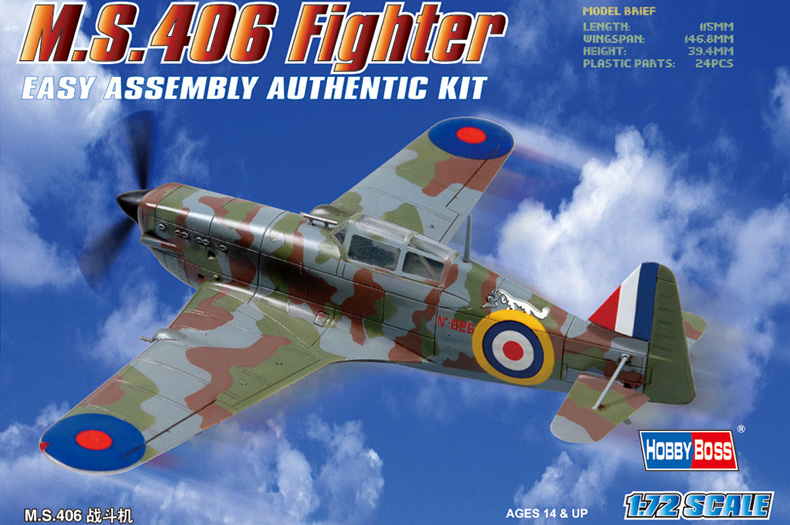 M.S.406 Fighter
EASY ASSEMBLY AUTHENTIC KIT
MODEL BRIEF
LENGTH: 115MM
WINGSPAN: 146.8MM
HEIGHT: 39.4MM
PLASTIC PARTS: 24PCS
N°826
HOBBY BOSS®
M.S.406 战斗机
AGES 14 & UP
1:72 SCALE